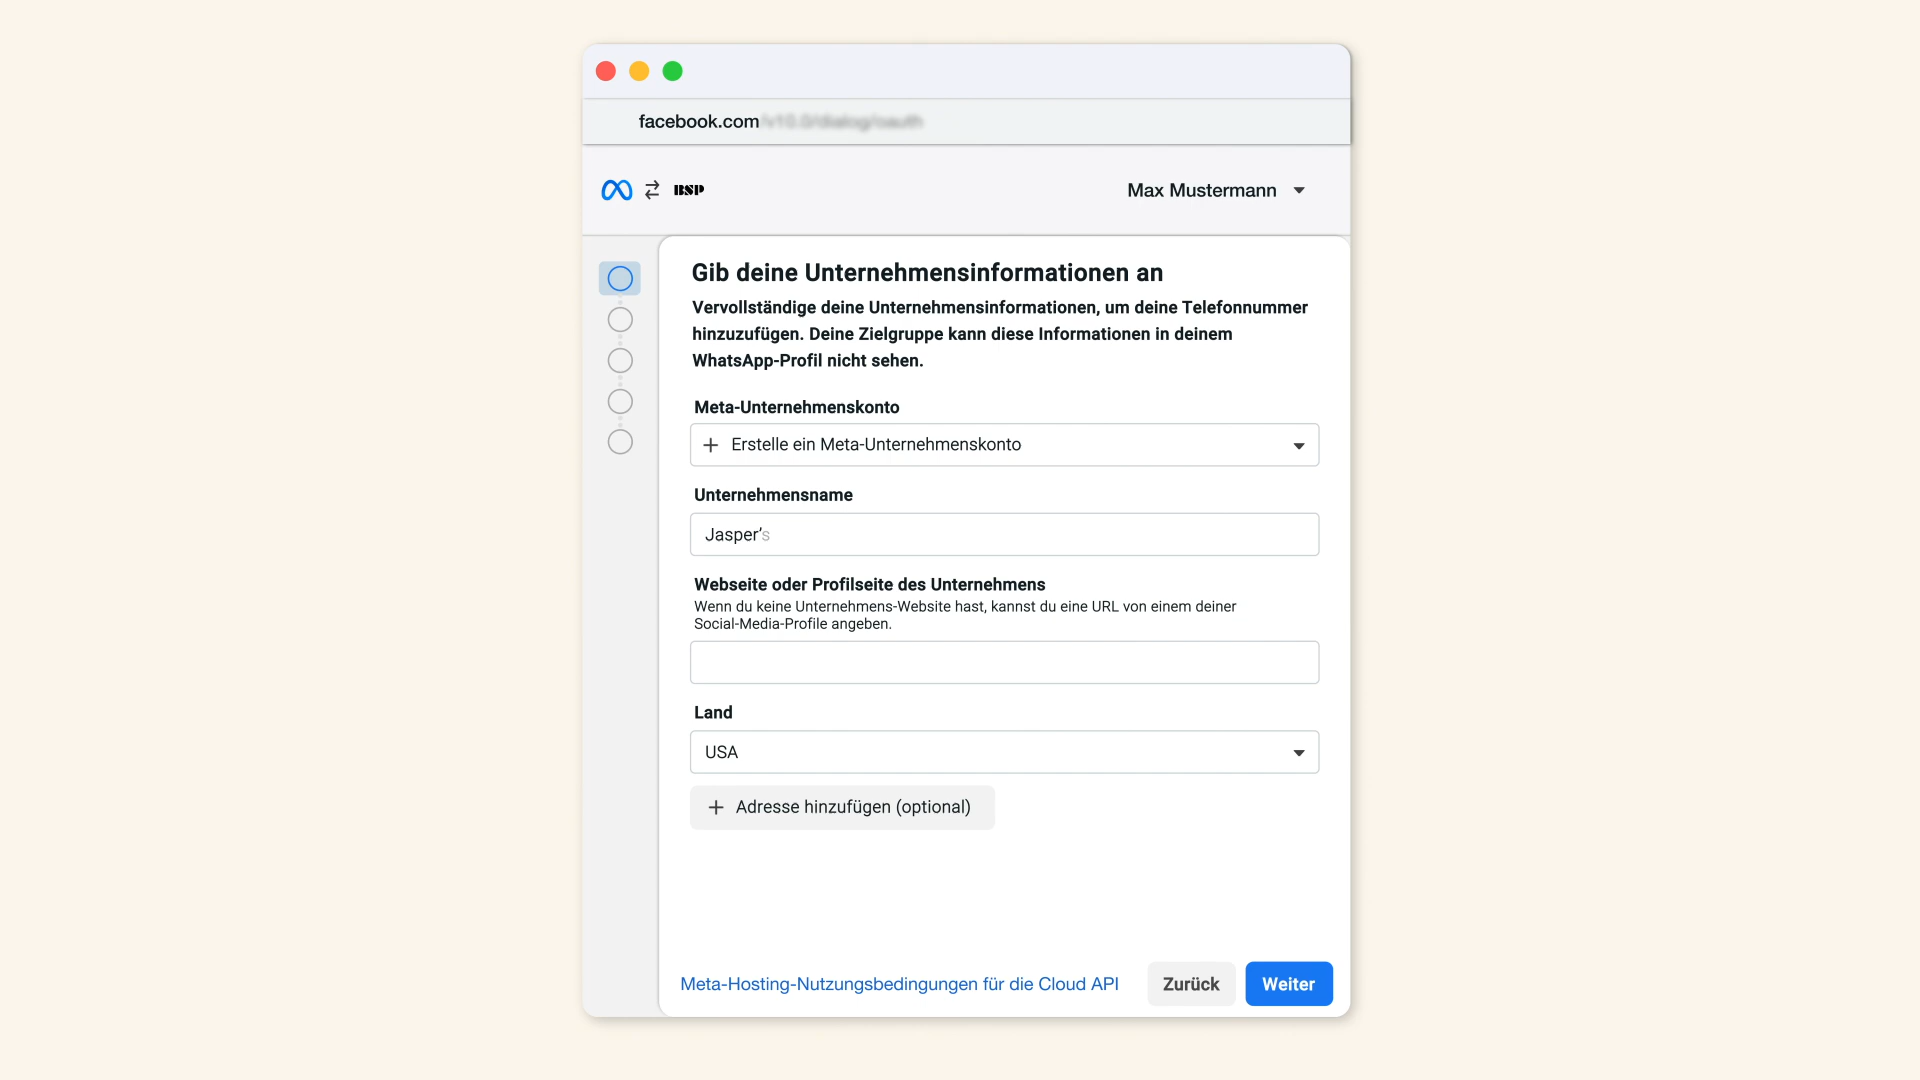 facebook.com
BSP
Max Mustermann
Gib deine Unternehmensinformationen an
Vervollständige deine Unternehmensinformationen, um deine Telefonnummer
hinzuzufügen. Deine Zielgruppe kann diese Informationen in deinem
WhatsApp-Profil nicht sehen.
Meta-Unternehmenskonto
Erstelle ein Meta-Unternehmenskonto
Unternehmensname
Jasper’s
Webseite oder Profilseite des Unternehmens
Wenn du keine Unternehmens-Website hast, kannst du eine URL von einem deiner
Social-Media-Profile angeben.
Land
USA
Adresse hinzufügen (optional)
Meta-Hosting-Nutzungsbedingungen für die Cloud API
Zurück
Weiter